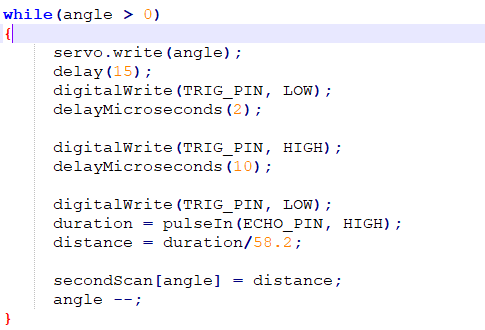 while(angle > 0)
{
servo.write(angle);
delay(15);
digitalWrite(TRIG_PIN, LOW);
delayMicroseconds(2);
digitalWrite(TRIG_PIN, HIGH);
delayMicroseconds(10);
digitalWrite(TRIG_PIN, LOW);
duration = pulseIn(ECHO_PIN, HIGH);
distance = duration/58.2;
secondScan[angle] = distance;
angle --;
}